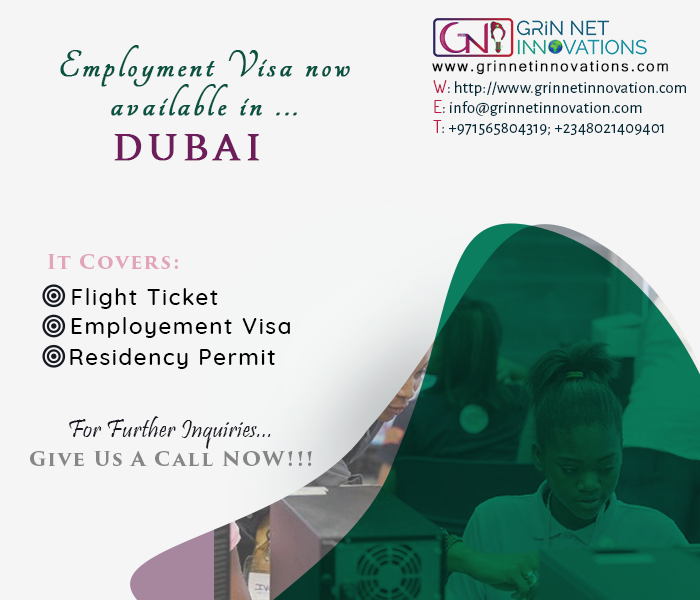 Employment Visa now
available in ...
DUBAI
GN
GRiN NET
INNOVATIONS
www.grinnetinnovations.com
W: http://www.grinnetinnovation.com
E: info@grinnetinnovation.com
T: +971565804319; +2348021409401
It Covers:
Flight Ticket
Employement Visa
Residency Permit
For Further Inquiries...
Give Us A Call NOW!!!